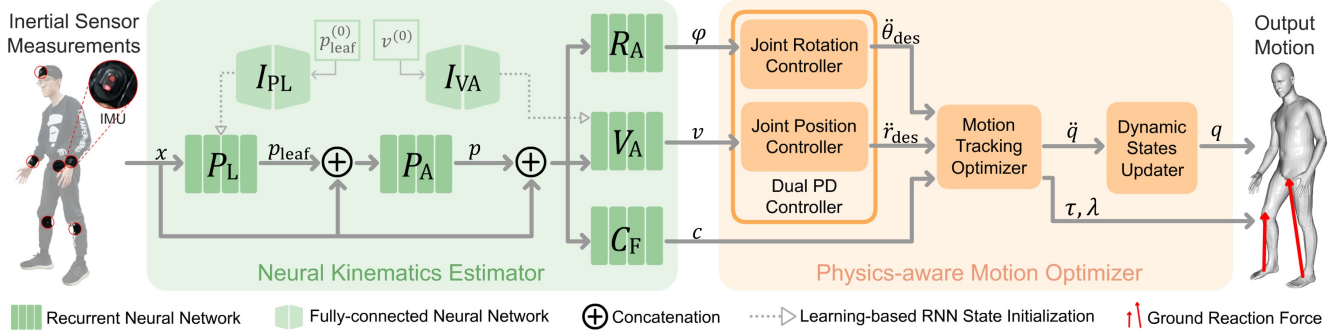 Inertial Sensor
Measurements
IMU
x
P_L
p_leaf
P_A
p
I_PL
p_leaf^(0)
v^(0)
I_VA
R_A
V_A
C_F
Neural Kinematics Estimator
φ
v
c
Joint Rotation
Controller
Joint Position
Controller
Dual PD
Controller
θ̈_des
r̈_des
Motion
Tracking
Optimizer
q̈
τ, λ
Dynamic
States
Updater
q
Physics-aware Motion Optimizer
Output
Motion
Recurrent Neural Network
Fully-connected Neural Network
Concatenation
Learning-based RNN State Initialization
Ground Reaction Force